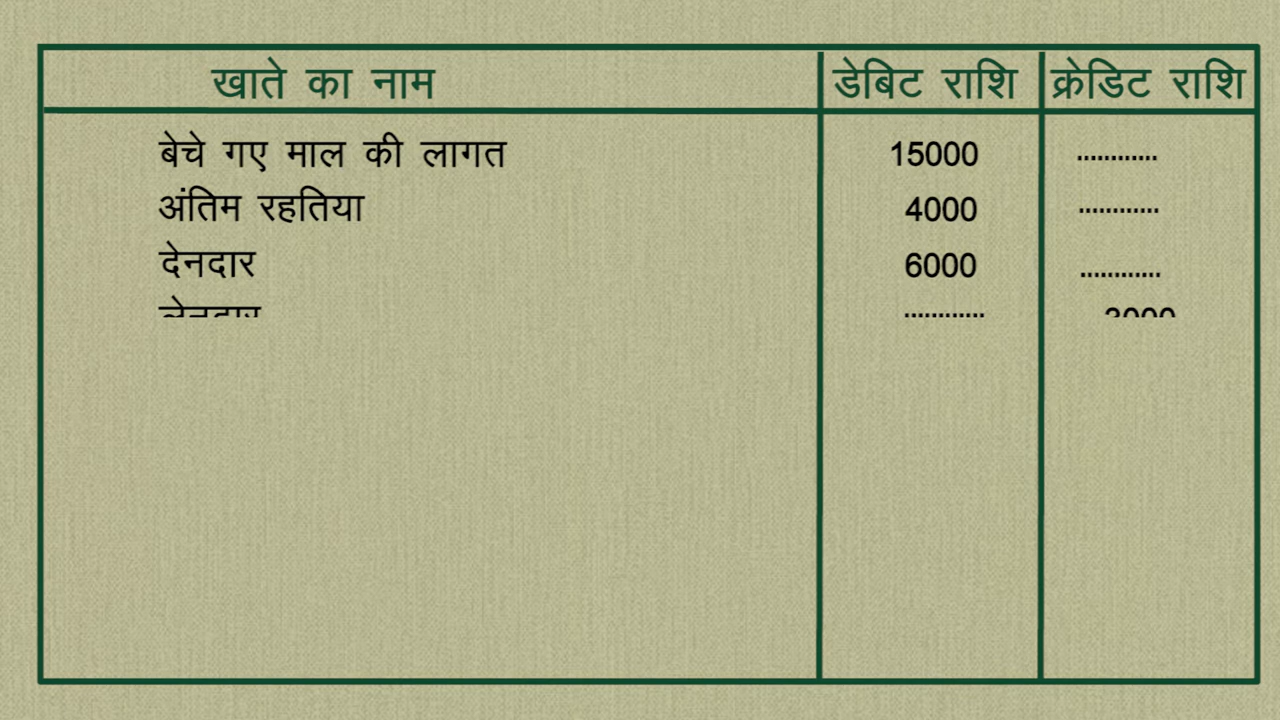 खाते का नाम डेबिट राशि क्रेडिट राशि
बेचे गए माल की लागत 15000 ............
अंतिम रहतिया 4000 ............
देनदार 6000 ............
............